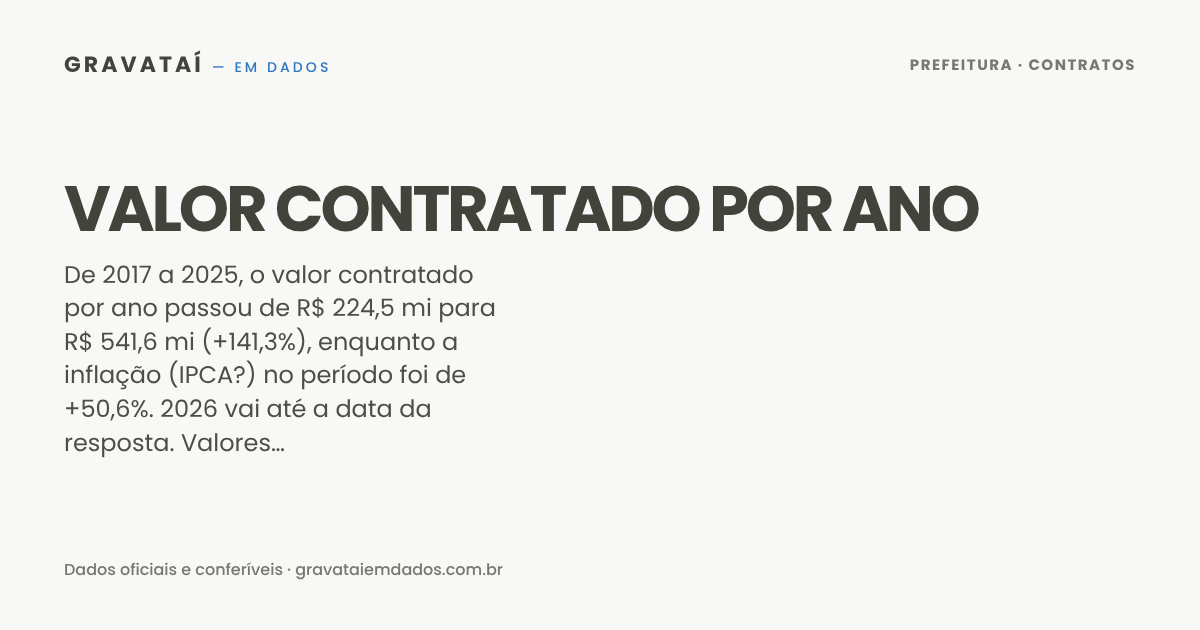 GRAVATAÍ — EM DADOS
PREFEITURA · CONTRATOS
VALOR CONTRATADO POR ANO
De 2017 a 2025, o valor contratado
por ano passou de R$ 224,5 mi para
R$ 541,6 mi (+141,3%), enquanto a
inflação (IPCA?) no período foi de
+50,6%. 2026 vai até a data da
resposta. Valores…
Dados oficiais e conferíveis · gravataiemdados.com.br